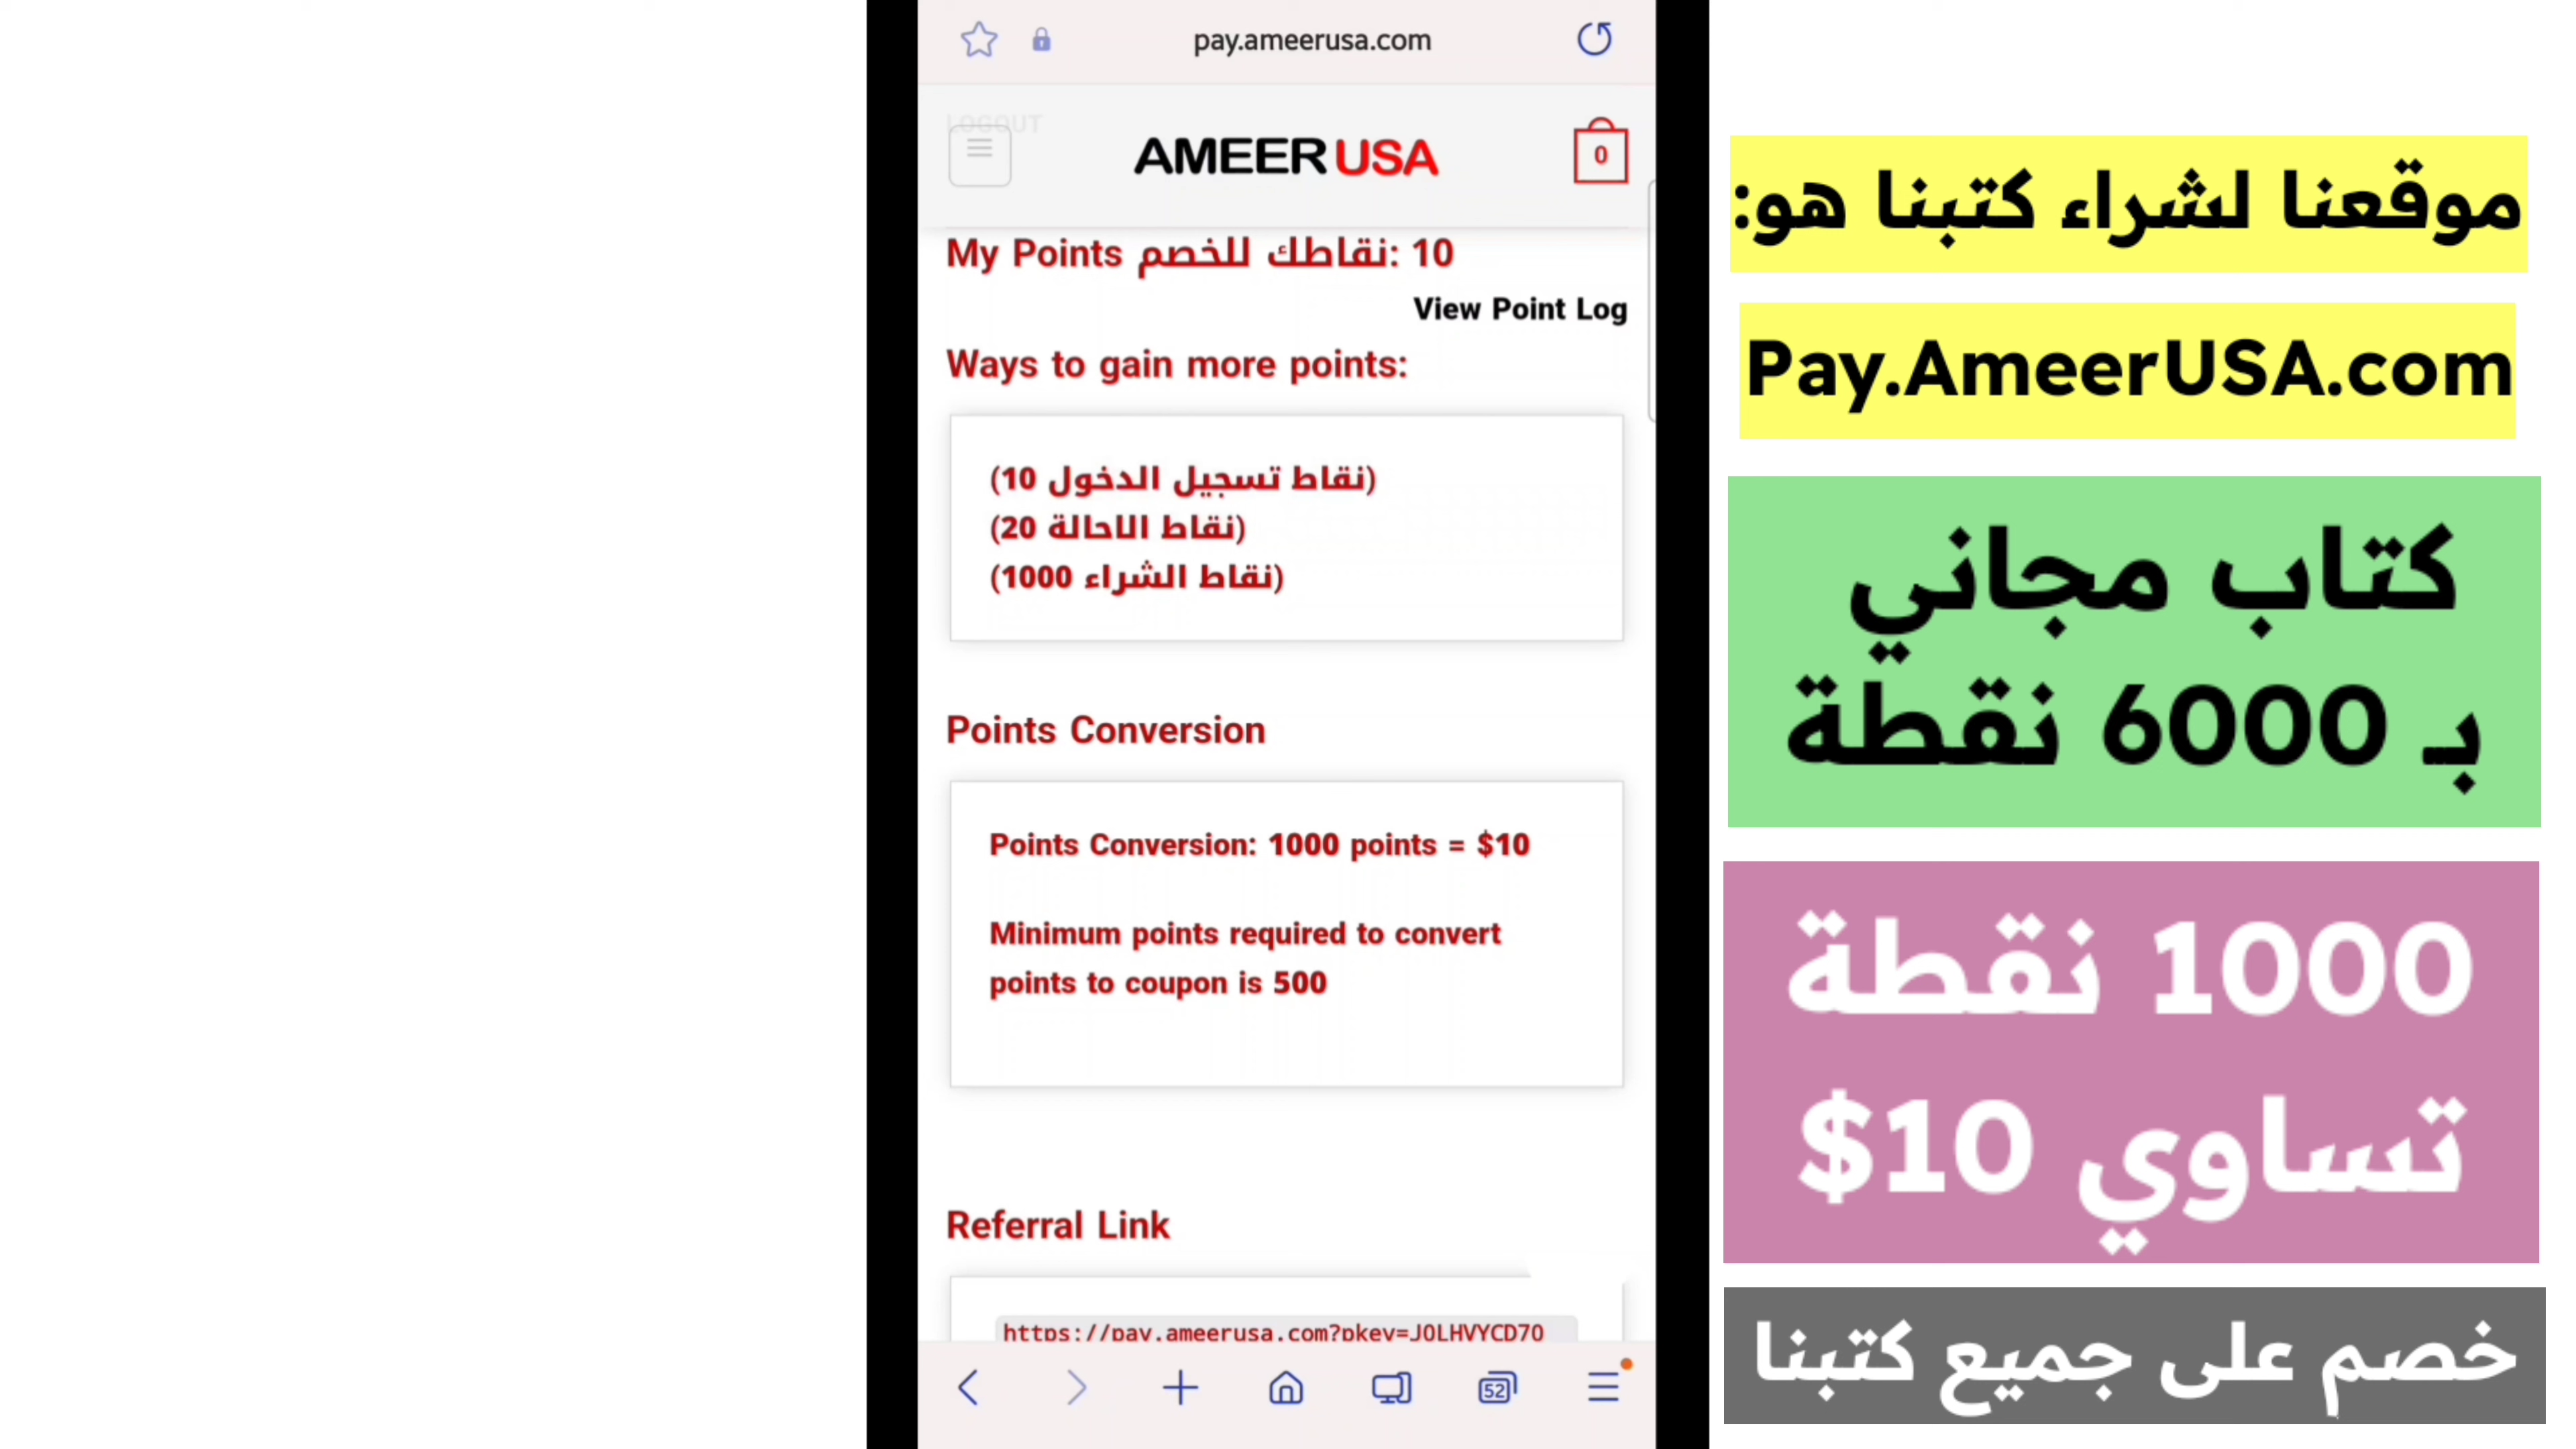 pay.ameerusa.com
LOGOUT
AMEER USA
0
My Points نقاطك للخصم: 10
View Point Log
Ways to gain more points:
(نقاط تسجيل الدخول 10)
(نقاط الاحالة 20)
(نقاط الشراء 1000)
Points Conversion
Points Conversion: 1000 points = $10
Minimum points required to convert
points to coupon is 500
Referral Link
https://pay.ameerusa.com?pkey=J0LHVYCD70
52
موقعنا لشراء كتبنا هو:
Pay.AmeerUSA.com
كتاب مجاني
بـ 6000 نقطة
1000 نقطة
تساوي 10$
خصم على جميع كتبنا